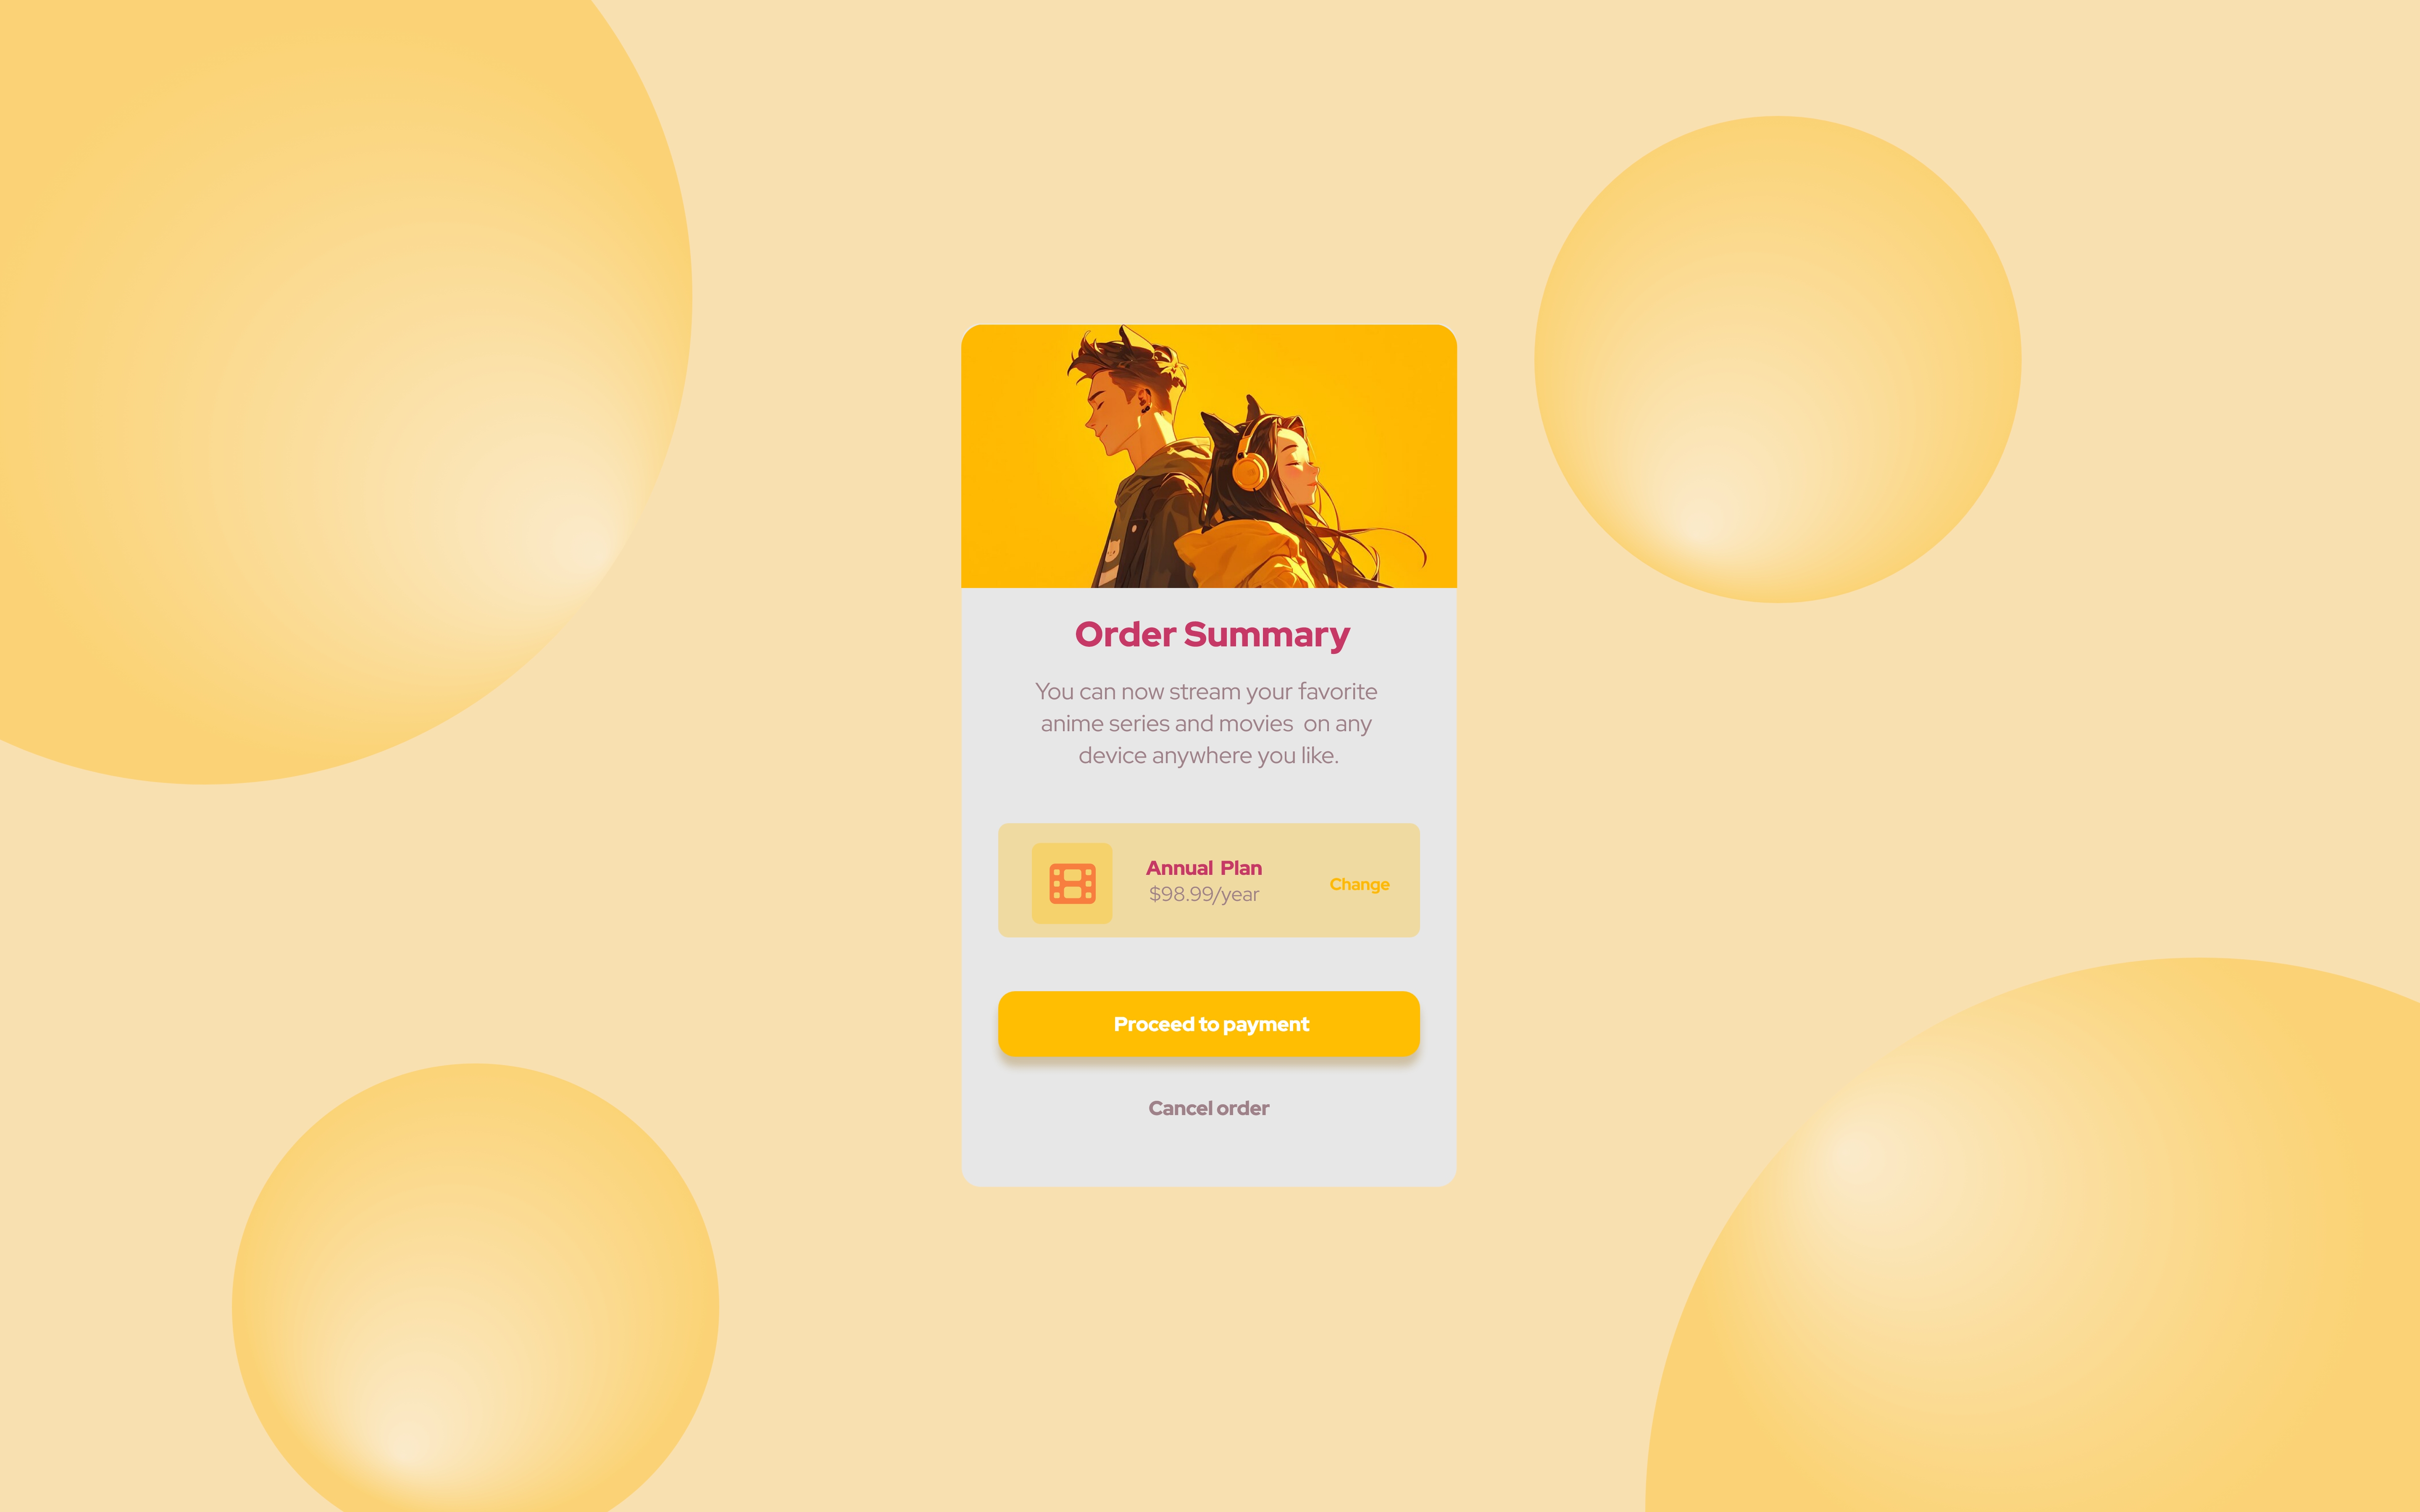 Order Summary
You can now stream your favorite
anime series and movies  on any
device anywhere you like.
Annual  Plan
$98.99/year
Change
Proceed to payment
Cancel order